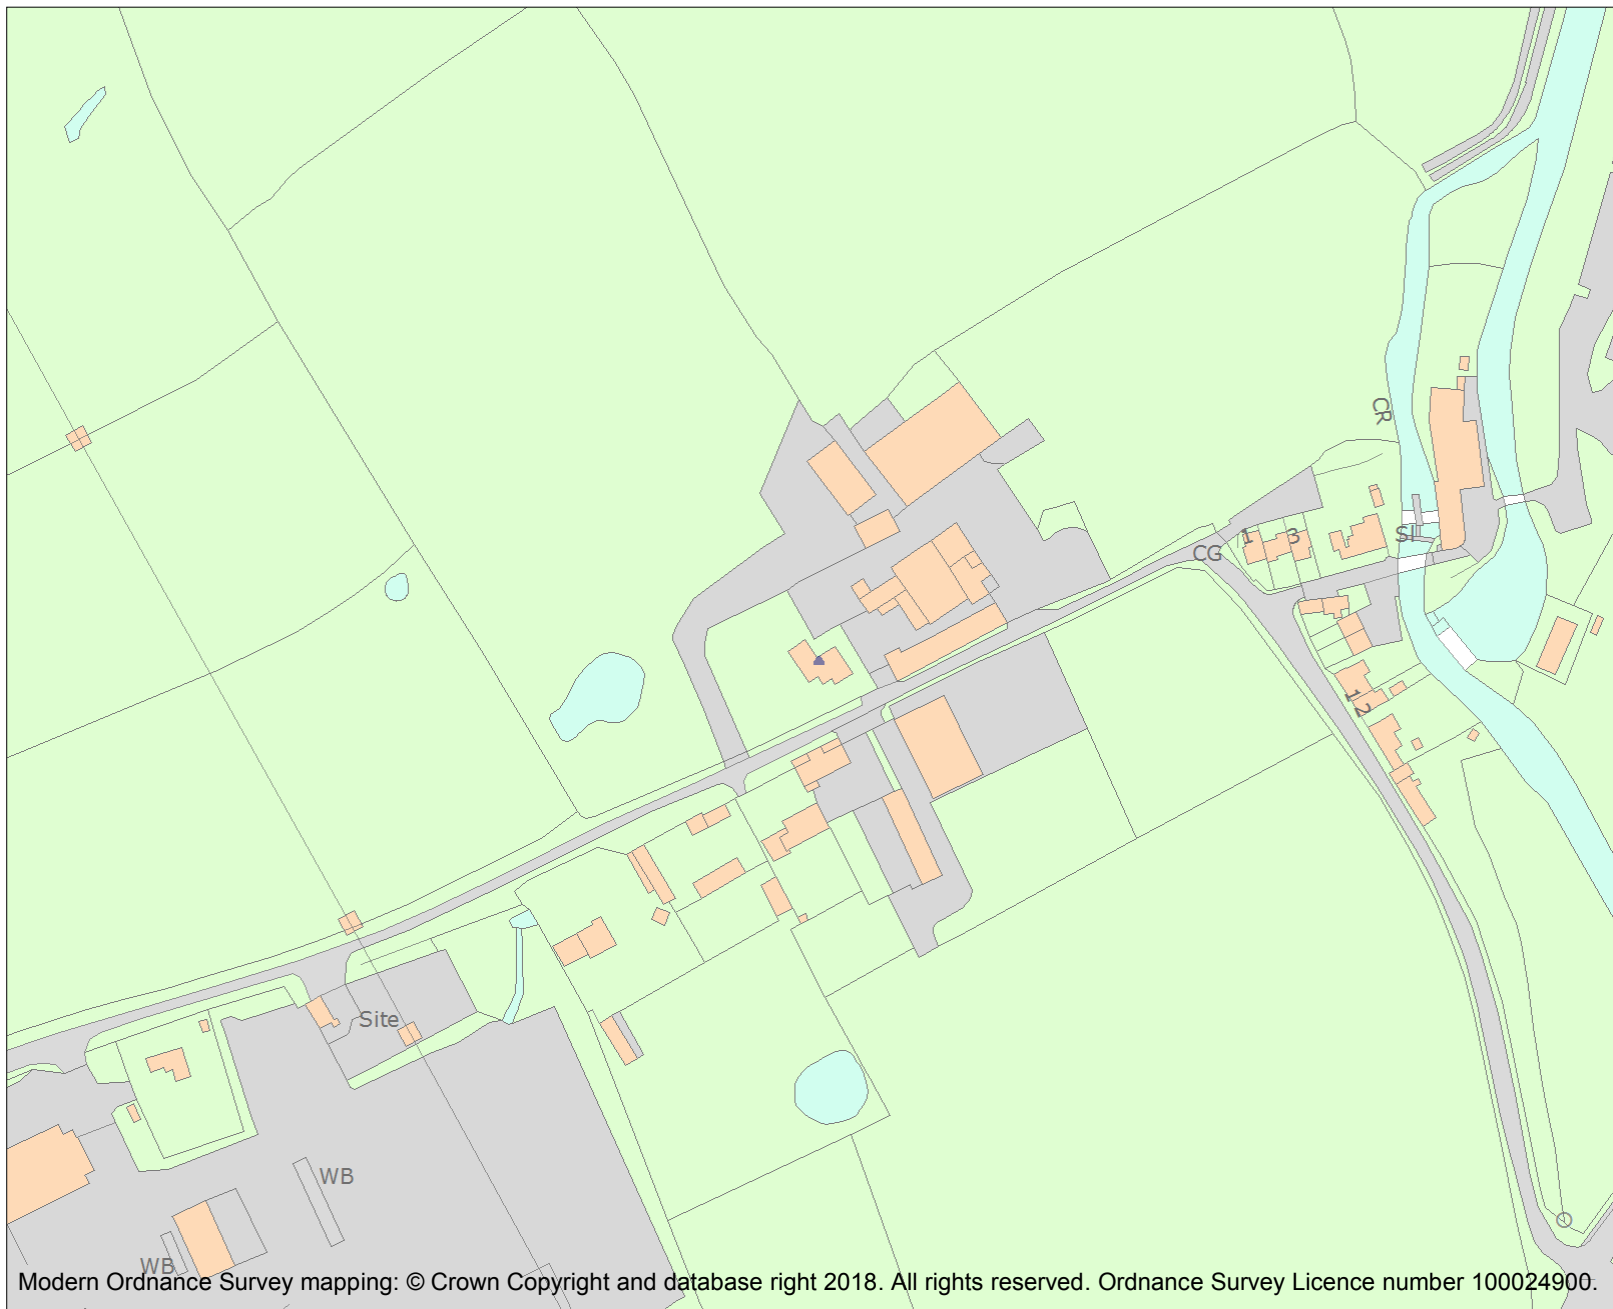 CR
1
3
SI
CG
12
Site
WB
WB
Modern Ordnance Survey mapping: © Crown Copyright and database right 2018. All rights reserved. Ordnance Survey Licence number 100024900.